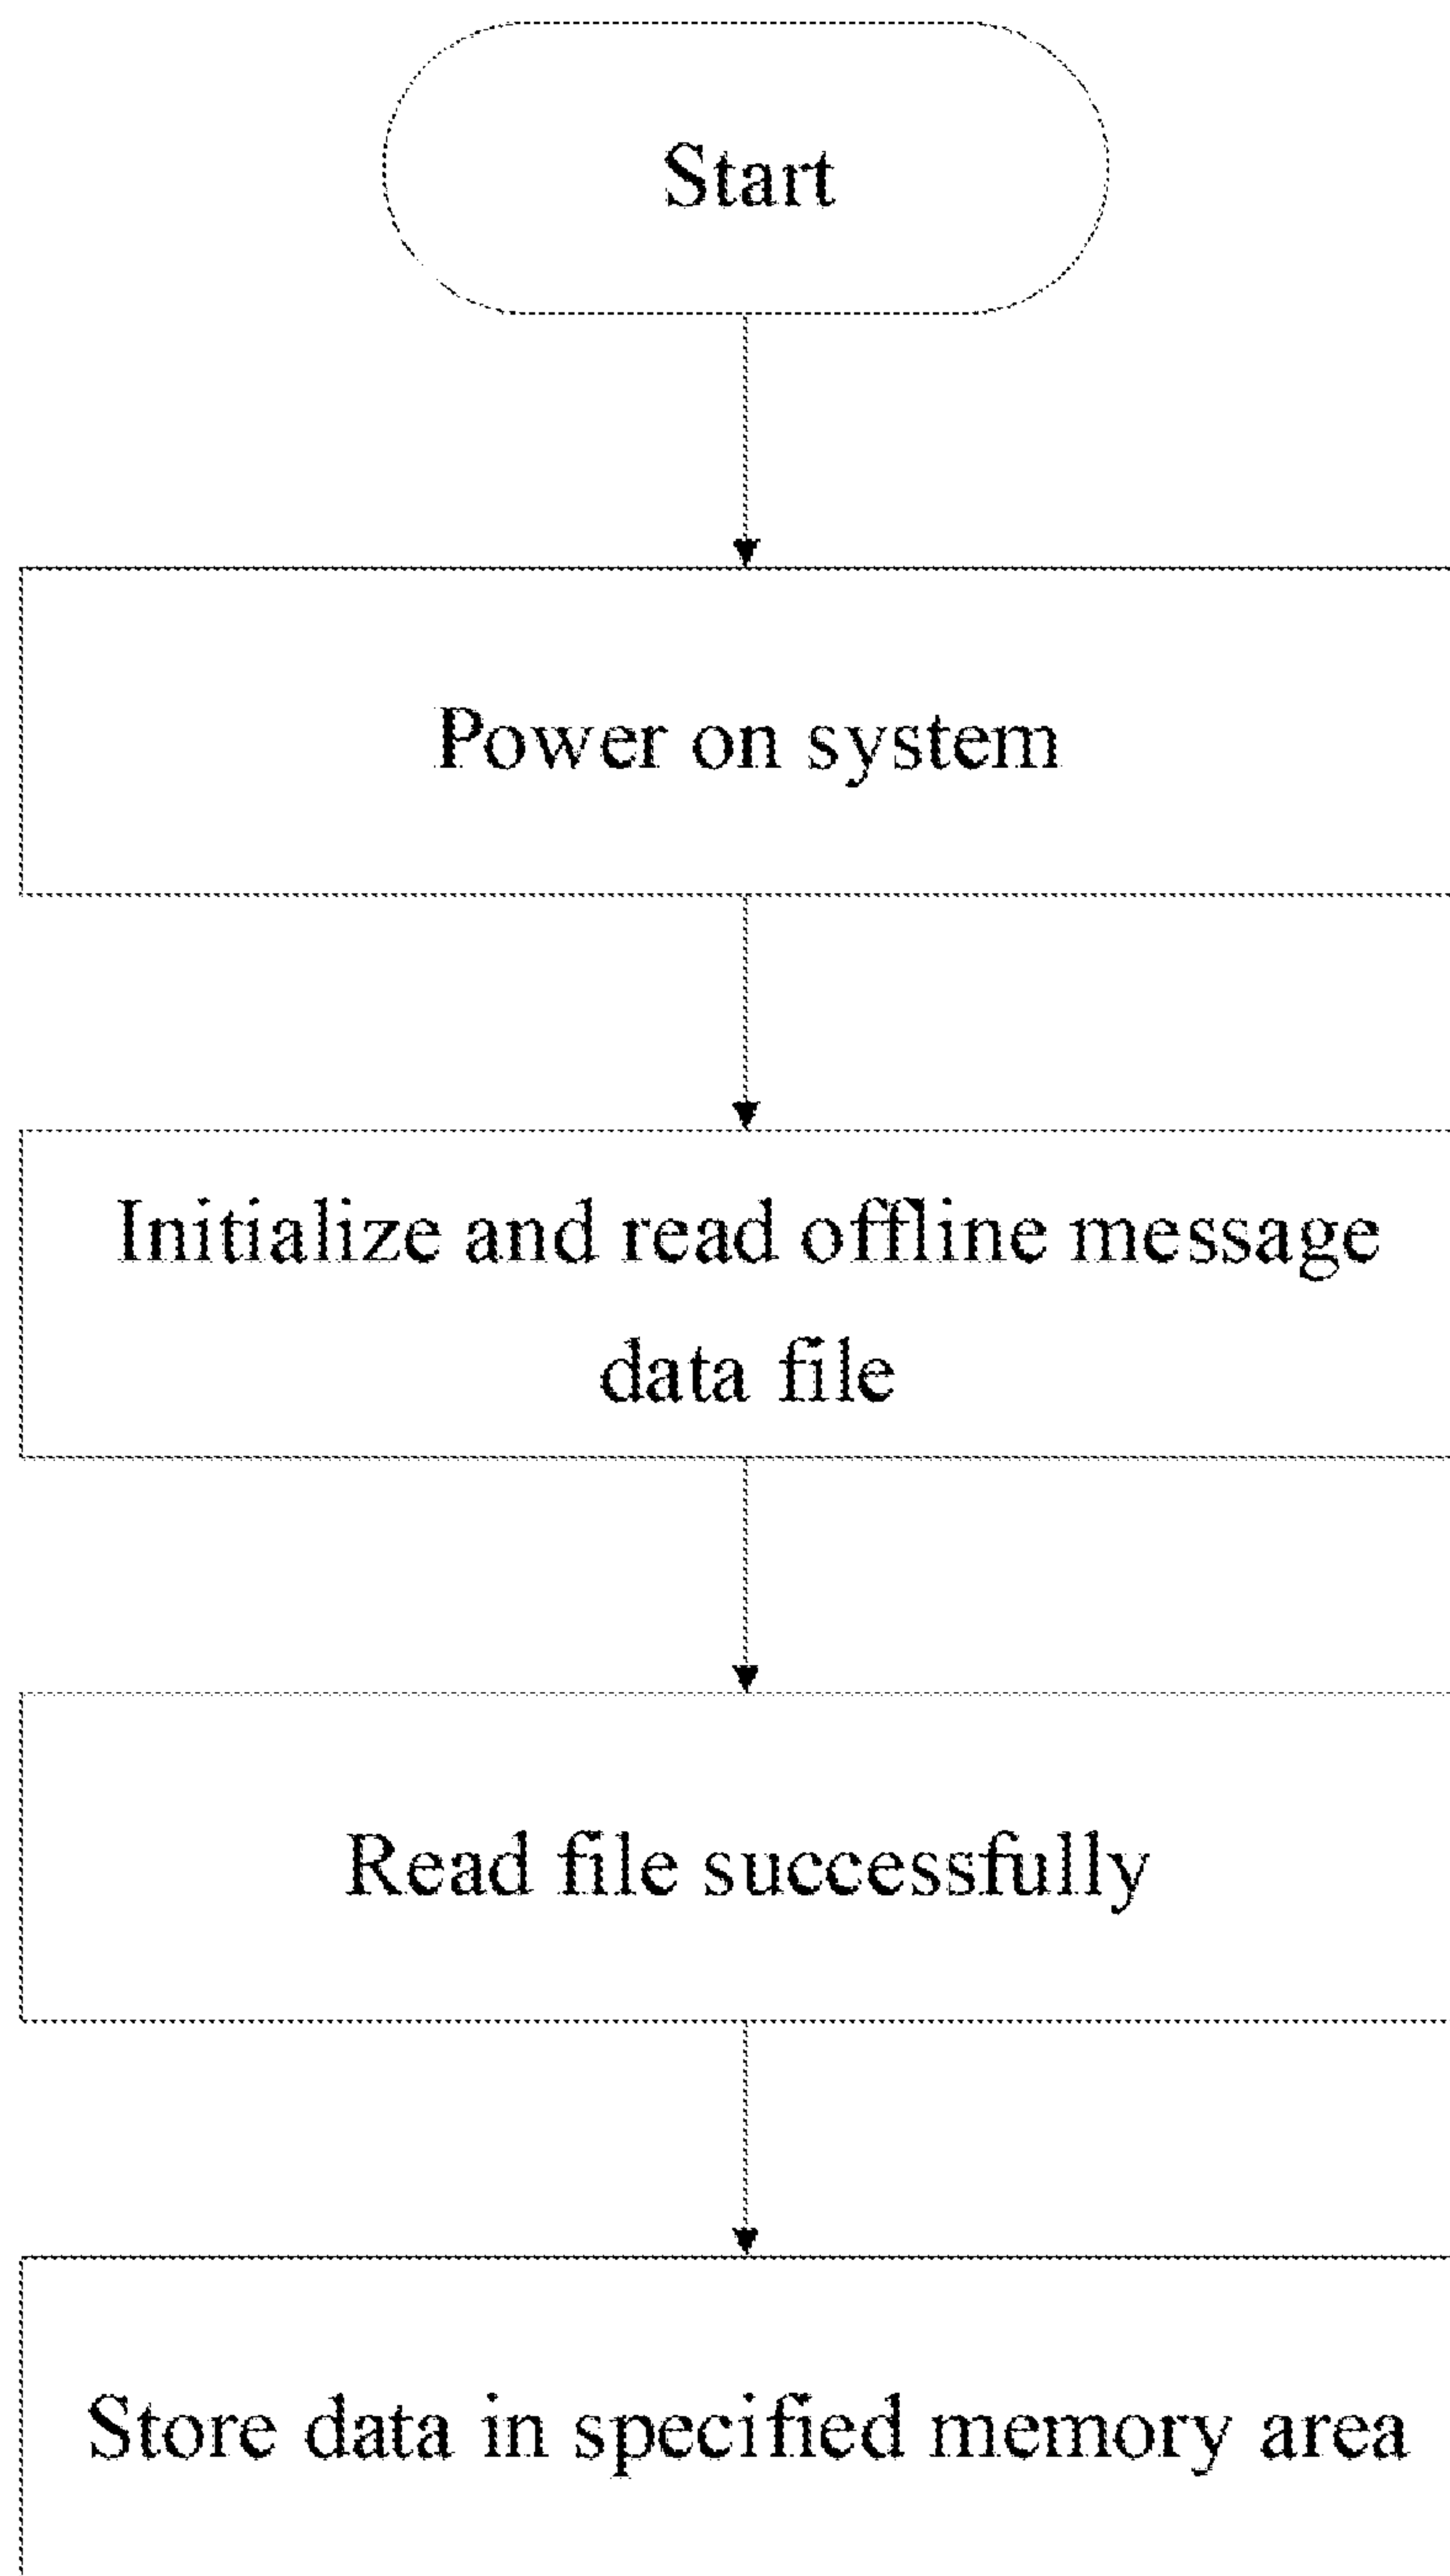 Start
Power on system
Initialize and read offline message
data file
Read file successfully
Store data in specified memory area